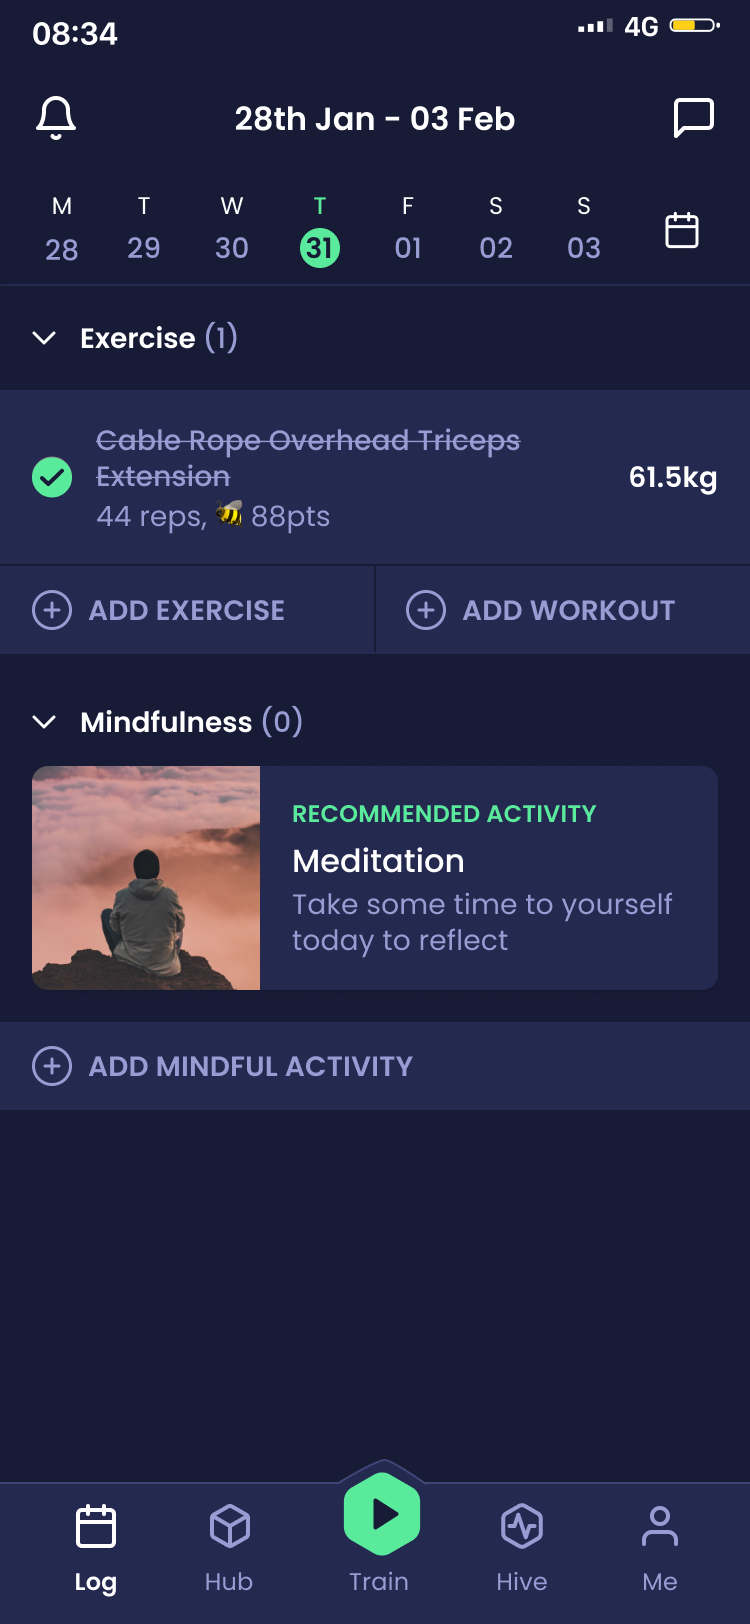 08:34 4G
28th Jan - 03 Feb
M T W T F S S
28 29 30 31 01 02 03
Exercise (1)
Cable Rope Overhead Triceps
Extension
61.5kg
44 reps, 🐝 88pts
ADD EXERCISE ADD WORKOUT
Mindfulness (0)
RECOMMENDED ACTIVITY
Meditation
Take some time to yourself
today to reflect
ADD MINDFUL ACTIVITY
Log Hub Train Hive Me